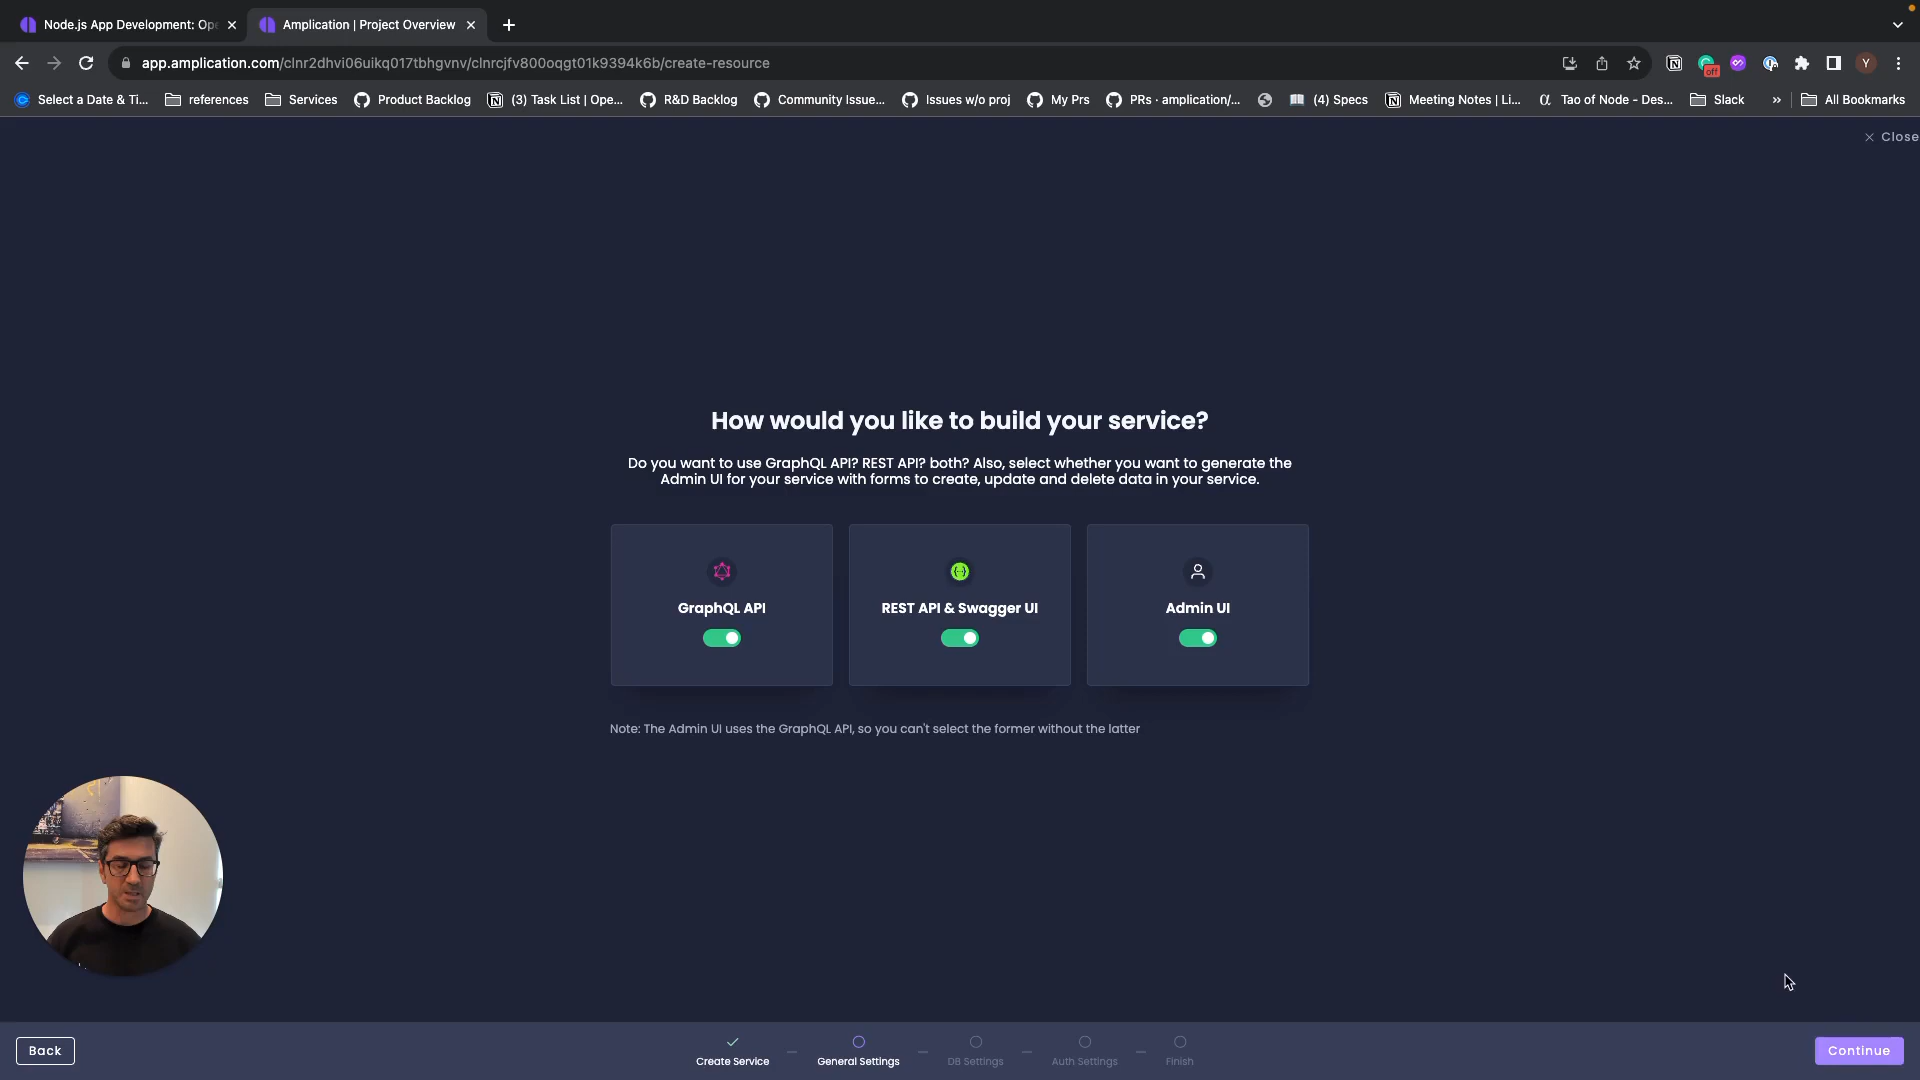 Node.js App Development: Ope
Amplication | Project Overview
app.amplication.com/clnr2dhvi06uikq017tbhgvnv/clnrcjfv800oqgt01k9394k6b/create-resource
off
Y
Select a Date & Ti...
references
Services
Product Backlog
(3) Task List | Ope...
R&D Backlog
Community Issue...
Issues w/o proj
My Prs
PRs · amplication/...
(4) Specs
Meeting Notes | Li...
Tao of Node - Des...
Slack
»
All Bookmarks
Close
How would you like to build your service?
Do you want to use GraphQL API? REST API? both? Also, select whether you want to generate the
Admin UI for your service with forms to create, update and delete data in your service.
GraphQL API
REST API & Swagger UI
Admin UI
Note: The Admin UI uses the GraphQL API, so you can't select the former without the latter
Back
Create Service
General Settings
DB Settings
Auth Settings
Finish
Continue